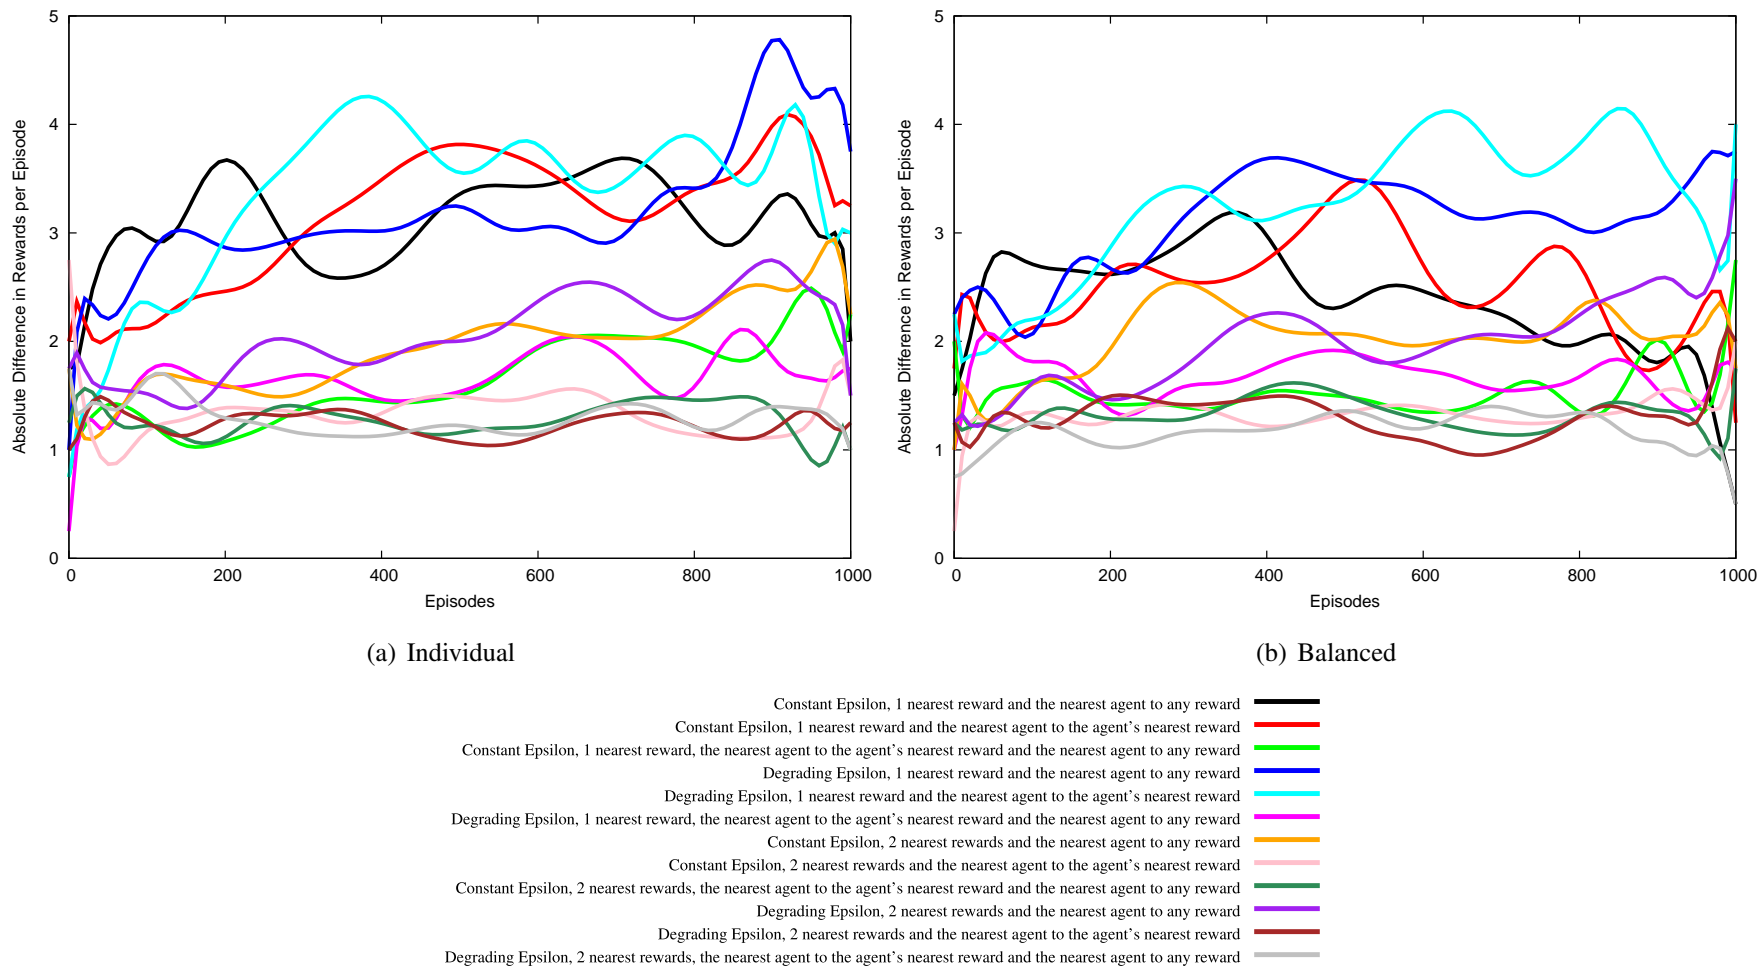 Absolute Difference in Rewards per Episode
5
4
3
2
1
0
0 200 400 600 800 1000
Episodes
(a) Individual
Absolute Difference in Rewards per Episode
5
4
3
2
1
0
0 200 400 600 800 1000
Episodes
(b) Balanced
Constant Epsilon, 1 nearest reward and the nearest agent to any reward
Constant Epsilon, 1 nearest reward and the nearest agent to the agent's nearest reward
Constant Epsilon, 1 nearest reward, the nearest agent to the agent's nearest reward and the nearest agent to any reward
Degrading Epsilon, 1 nearest reward and the nearest agent to any reward
Degrading Epsilon, 1 nearest reward and the nearest agent to the agent's nearest reward
Degrading Epsilon, 1 nearest reward, the nearest agent to the agent's nearest reward and the nearest agent to any reward
Constant Epsilon, 2 nearest rewards and the nearest agent to any reward
Constant Epsilon, 2 nearest rewards and the nearest agent to the agent's nearest reward
Constant Epsilon, 2 nearest rewards, the nearest agent to the agent's nearest reward and the nearest agent to any reward
Degrading Epsilon, 2 nearest rewards and the nearest agent to any reward
Degrading Epsilon, 2 nearest rewards and the nearest agent to the agent's nearest reward
Degrading Epsilon, 2 nearest rewards, the nearest agent to the agent's nearest reward and the nearest agent to any reward